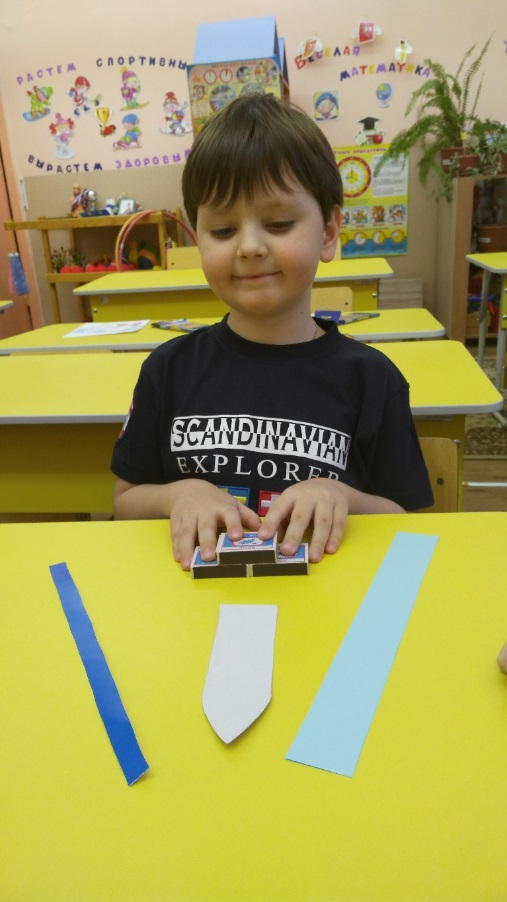 РАСТЕМ СПОРТИВНЫ
ВЫРАСТЕМ ЗДОРОВЫ
Веселая
математика
SCANDINAVIAN
EXPLORER